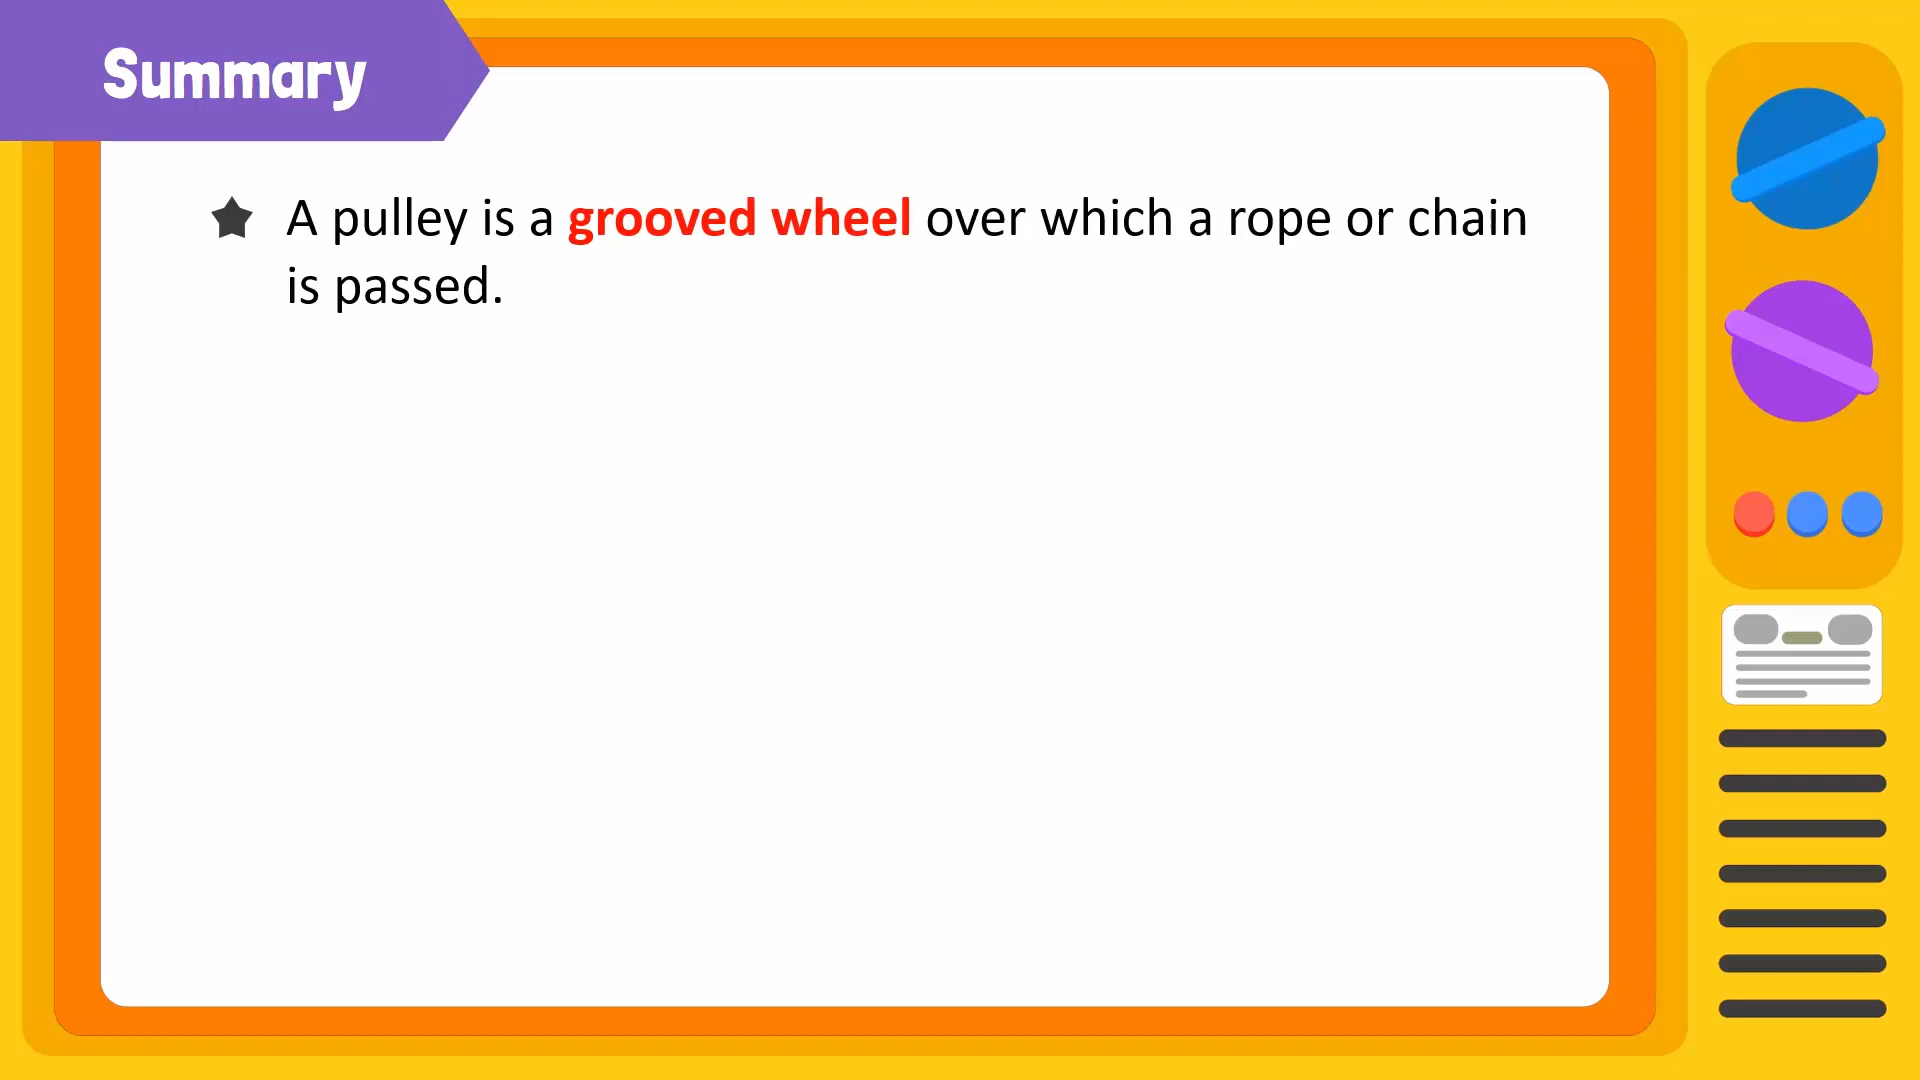 Summary
A pulley is a grooved wheel over which a rope or chain
is passed.